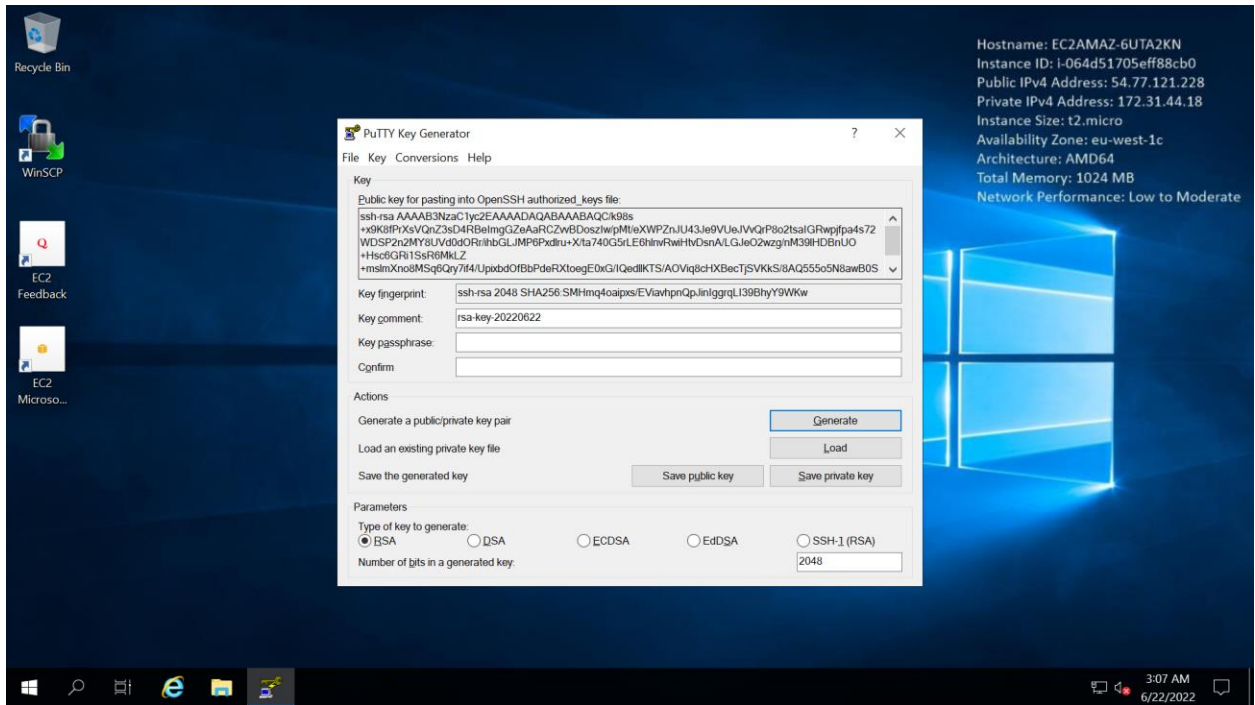 Recycle Bin
WinSCP
EC2
Feedback
EC2
Microso...
Hostname: EC2AMAZ-6UTA2KN
Instance ID: i-064d51705eff88cb0
Public IPv4 Address: 54.77.121.228
Private IPv4 Address: 172.31.44.18
Instance Size: t2.micro
Availability Zone: eu-west-1c
Architecture: AMD64
Total Memory: 1024 MB
Network Performance: Low to Moderate
PuTTY Key Generator
File Key Conversions Help
Key
Public key for pasting into OpenSSH authorized_keys file:
ssh-rsa AAAAB3NzaC1yc2EAAAADAQABAAABAQC/k98s
+Hsc6GRi1SsR6MkLZ
Key fingerprint:
ssh-rsa 2048
Key comment: rsa-key-20220622
Key passphrase:
Confirm
Actions
Generate a public/private key pair Generate
Load an existing private key file Load
Save the generated key Save public key Save private key
Parameters
Type of key to generate:
RSA DSA ECDSA EdDSA SSH-1 (RSA)
Number of bits in a generated key: 2048
3:07 AM
6/22/2022